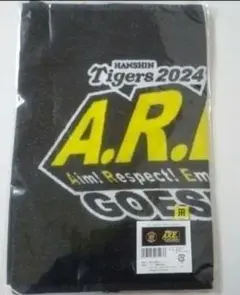 HANSHIN
Tigers 2024
A.R.
Aim! Respect! Em
GOES